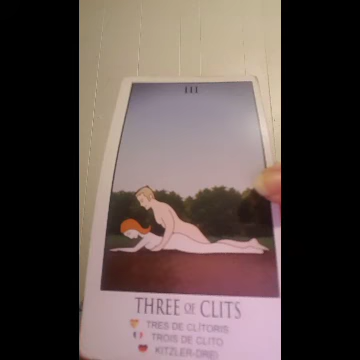 III
THREE OF CLITS
TRES DE CLÍTORIS
TROIS DE CLITO
KITZLER-DREI